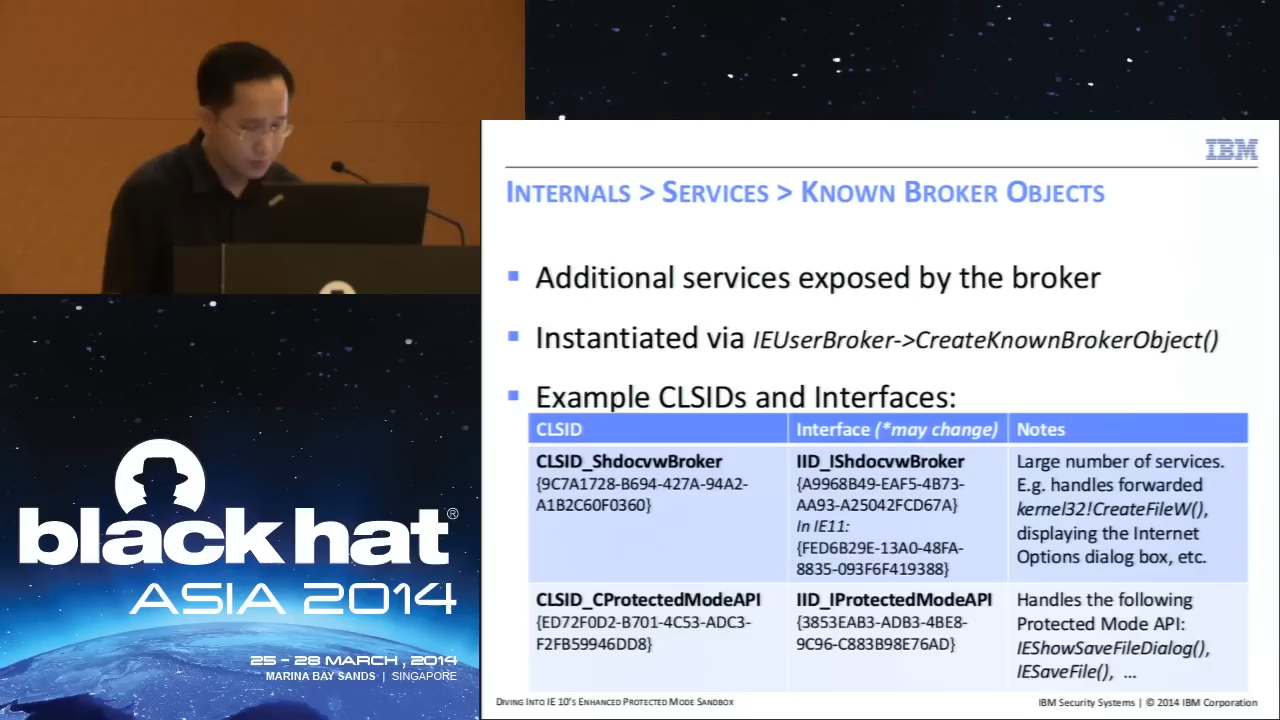 IBM
INTERNALS > SERVICES > KNOWN BROKER OBJECTS
Additional services exposed by the broker
Instantiated via IEUserBroker->CreateKnownBrokerObject()
Example CLSIDs and Interfaces:
CLSID
Interface (*may change)
Notes
CLSID_ShdocvwBroker
{9C7A1728-B694-427A-94A2-
A1B2C60F0360}
IID_IShdocvwBroker
{A9968B49-EAF5-4B73-
AA93-A25042FCD67A}
In IE11:
{FED6B29E-13A0-48FA-
8835-093F6F419388}
Large number of services.
E.g. handles forwarded
kernel32!CreateFileW(),
displaying the Internet
Options dialog box, etc.
CLSID_CProtectedModeAPI
{ED72F0D2-B701-4C53-ADC3-
F2FB59946DD8}
IID_IProtectedModeAPI
{3853EAB3-ADB3-4BE8-
9C96-C883B98E76AD}
Handles the following
Protected Mode API:
IEShowSaveFileDialog(),
IESaveFile(), ...
DIVING INTO IE 10'S ENHANCED PROTECTED MODE SANDBOX
IBM Security Systems | © 2014 IBM Corporation
black hat®
ASIA 2014
25 - 28 MARCH, 2014
MARINA BAY SANDS | SINGAPORE